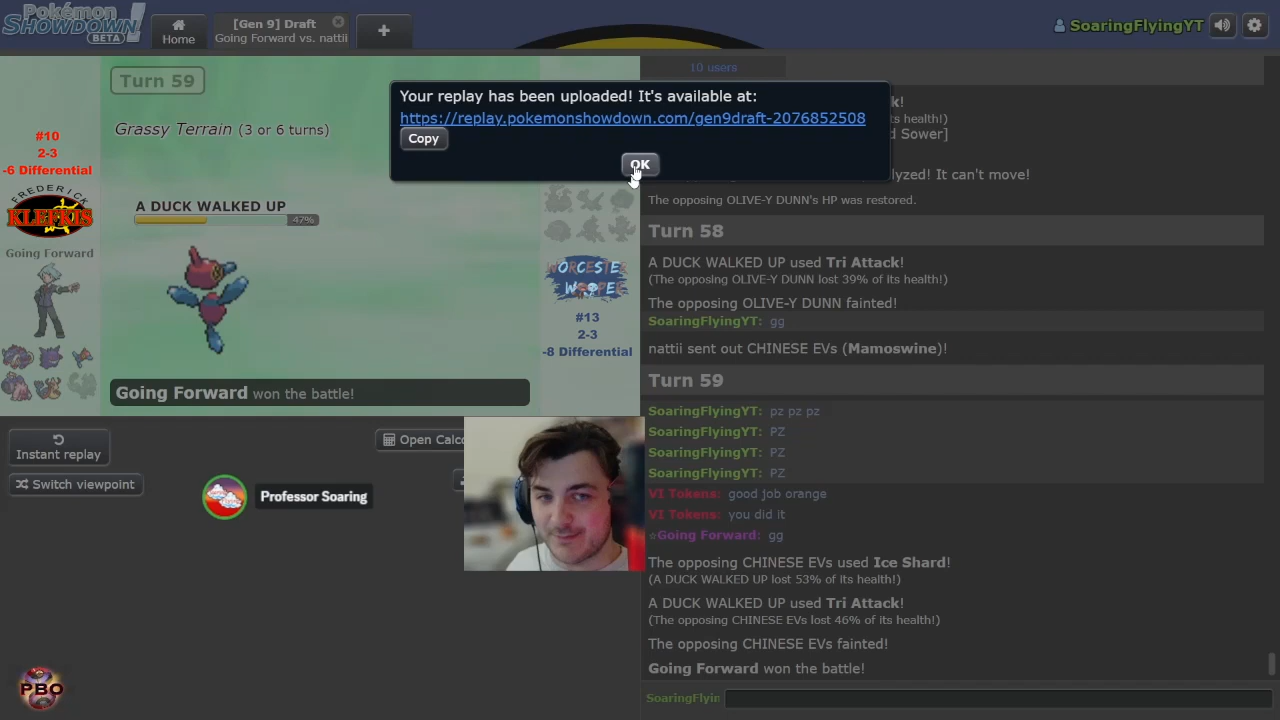 Pokémon
SHOWDOWN!
BETA
Home
[Gen 9] Draft
Going Forward vs. nattii
SoaringFlyingYT
Turn 59
Grassy Terrain (3 or 6 turns)
#10
2-3
-6 Differential
FREDERICK
KLEFKIS
Going Forward
A DUCK WALKED UP
47%
WORCESTER
#13
2-3
-8 Differential
Going Forward won the battle!
Your replay has been uploaded! It's available at:
https://replay.pokemonshowdown.com/gen9draft-2076852508
Copy
OK
Instant replay
Switch viewpoint
Open Calc
Professor Soaring
PBO
10 users
k!
s health!)
d Sower]
alyzed! It can't move!
The opposing OLIVE-Y DUNN's HP was restored.
Turn 58
A DUCK WALKED UP used Tri Attack!
(The opposing OLIVE-Y DUNN lost 39% of its health!)
The opposing OLIVE-Y DUNN fainted!
SoaringFlyingYT: gg
nattii sent out CHINESE EVs (Mamoswine)!
Turn 59
SoaringFlyingYT: pz pz pz
SoaringFlyingYT: PZ
SoaringFlyingYT: PZ
SoaringFlyingYT: PZ
VI Tokens: good job orange
VI Tokens: you did it
☆Going Forward: gg
The opposing CHINESE EVs used Ice Shard!
(A DUCK WALKED UP lost 53% of its health!)
A DUCK WALKED UP used Tri Attack!
(The opposing CHINESE EVs lost 46% of its health!)
The opposing CHINESE EVs fainted!
Going Forward won the battle!
SoaringFlyin